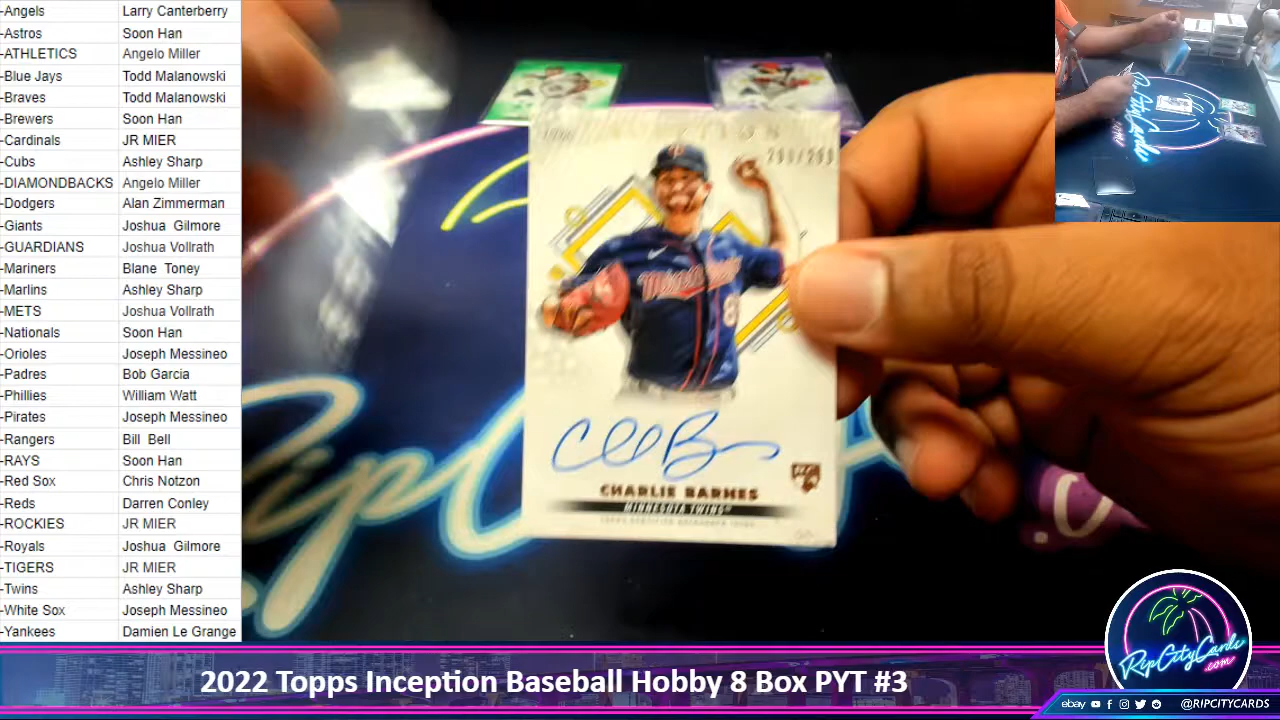 -Angels Larry Canterberry
-Astros Soon Han
-ATHLETICS Angelo Miller
-Blue Jays Todd Malanowski
-Braves Todd Malanowski
-Brewers Soon Han
-Cardinals JR MIER
-Cubs Ashley Sharp
-DIAMONDBACKS Angelo Miller
-Dodgers Alan Zimmerman
-Giants Joshua Gilmore
-GUARDIANS Joshua Vollrath
-Mariners Blane Toney
-Marlins Ashley Sharp
-METS Joshua Vollrath
-Nationals Soon Han
-Orioles Joseph Messineo
-Padres Bob Garcia
-Phillies William Watt
-Pirates Joseph Messineo
-Rangers Bill Bell
-RAYS Soon Han
-Red Sox Chris Notzon
-Reds Darren Conley
-ROCKIES JR MIER
-Royals Joshua Gilmore
-TIGERS JR MIER
-Twins Ashley Sharp
-White Sox Joseph Messineo
-Yankees Damien Le Grange
Minnesota
CHARLIE BARNES
MINNESOTA TWINS
RipCityCards
.com
2022 Topps Inception Baseball Hobby 8 Box PYT #3
ebay @RIPCITYCARDS